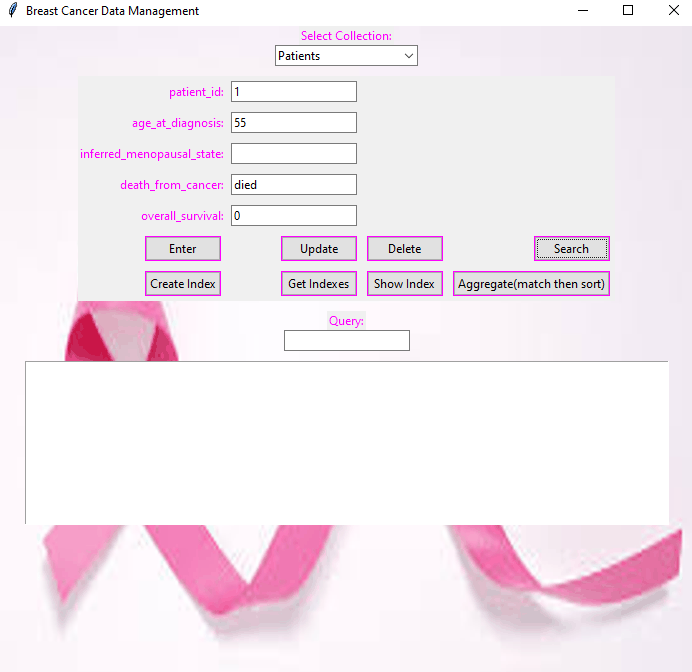 Breast Cancer Data Management
Select Collection:
Patients
patient_id: 1
age_at_diagnosis: 55
inferred_menopausal_state:
death_from_cancer: died
overall_survival: 0
Enter Update Delete Search
Create Index Get Indexes Show Index Aggregate(match then sort)
Query: